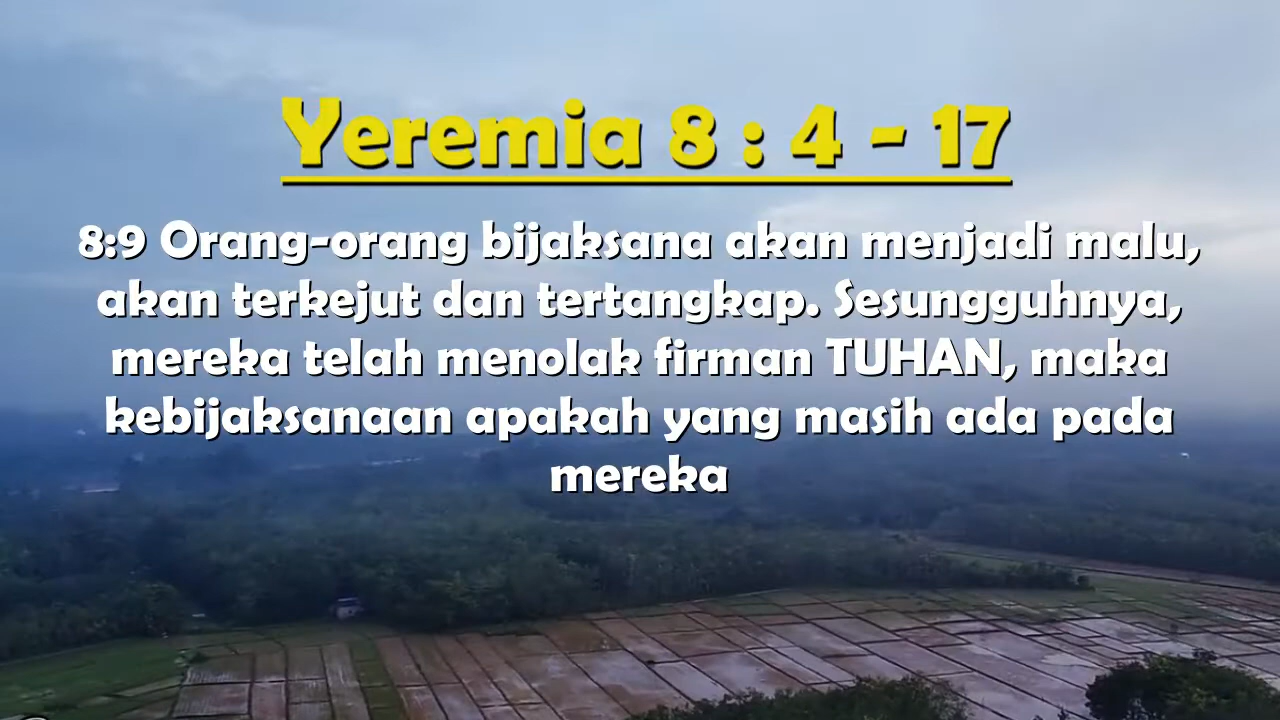 Yeremia 8 : 4 - 17
8:9 Orang-orang bijaksana akan menjadi malu,
akan terkejut dan tertangkap. Sesungguhnya,
mereka telah menolak firman TUHAN, maka
kebijaksanaan apakah yang masih ada pada
mereka